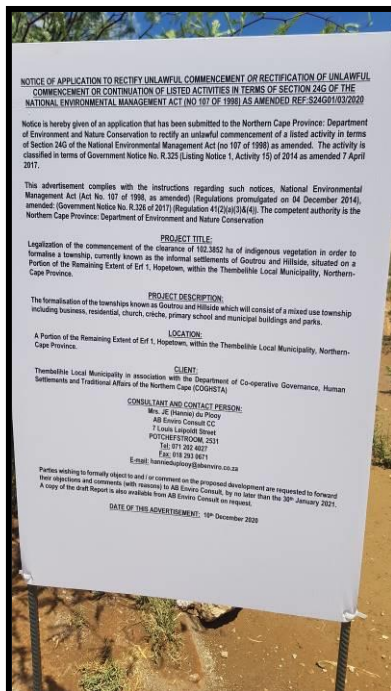 NOTICE OF APPLICATION TO RECTIFY UNLAWFUL COMMENCEMENT OR RECTIFICATION OF UNLAWFUL
COMMENCEMENT OR CONTINUATION OF LISTED ACTIVITIES IN TERMS OF SECTION 24G OF THE
NATIONAL ENVIRONMENTAL MANAGEMENT ACT (NO 107 OF 1998) AS AMENDED REF:S24G01/03/2020
Notice is hereby given of an application that has been submitted to the Northern Cape Province: Department
of Environment and Nature Conservation to rectify an unlawful commencement of a listed activity in terms
of Section 24G of the National Environmental Management Act (no 107 of 1998) as amended. The activity is
classified in terms of Government Notice No. R.325 (Listing Notice 1, Activity 15) of 2014 as amended 7 April
2017.
This advertisement complies with the instructions regarding such notices, National Environmental
Management Act (Act No. 107 of 1998, as amended) (Regulations promulgated on 04 December 2014),
amended: (Government Notice No. R.326 of 2017) (Regulation 41(2)(a)(3)&(4)). The competent authority is the
Northern Cape Province: Department of Environment and Nature Conservation
PROJECT TITLE:
Legalization of the commencement of the clearance of 102.3852 ha of indigenous vegetation in order to
formalise a township, currently known as the informal settlements of Goutrou and Hillside, situated on a
Portion of the Remaining Extent of Erf 1, Hopetown, within the Thembelihle Local Municipality, Northern-
Cape Province.
PROJECT DESCRIPTION:
The formalisation of the townships known as Goutrou and Hillside which will consist of a mixed use township
including business, residential, church, crèche, primary school and municipal buildings and parks.
LOCATION:
A Portion of the Remaining Extent of Erf 1, Hopetown, within the Thembelihle Local Municipality, Northern-
Cape Province.
CLIENT:
Thembelihle Local Municipality in association with the Department of Co-operative Governance, Human
Settlements and Traditional Affairs of the Northern Cape (COGHSTA)
CONSULTANT AND CONTACT PERSON:
Mrs. JE (Hannie) du Plooy
AB Enviro Consult CC
7 Louis Leipoldt Street
POTCHEFSTROOM, 2531
Tel: 071 202 4027
Fax: 018 293 0671
E-mail: hannieduplooy@abenviro.co.za
Parties wishing to formally object to and / or comment on the proposed development are requested to forward
their objections and comments (with reasons) to AB Enviro Consult, by no later than the 30th January 2021.
A copy of the draft Report is also available from AB Enviro Consult on request.
DATE OF THIS ADVERTISEMENT: 10th December 2020